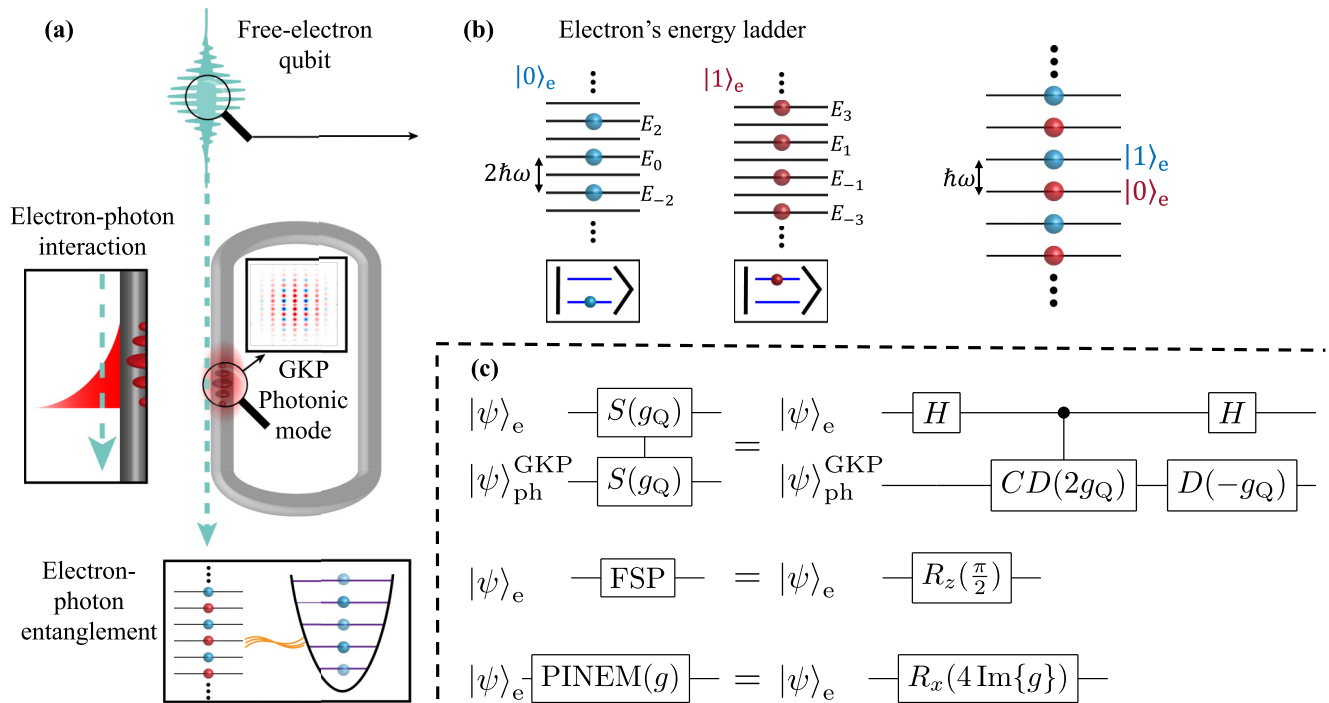 (a)
Free-electron
qubit
Electron-photon
interaction
GKP
Photonic
mode
Electron-
photon
entanglement
(b) Electron's energy ladder
|0⟩e
E2
E0
E−2
2ℏω
|1⟩e
E3
E1
E−1
E−3
ℏω
|1⟩e
|0⟩e
(c)
|ψ⟩e S(gQ) = |ψ⟩e H H
|ψ⟩phGKP S(gQ) |ψ⟩phGKP CD(2gQ) D(−gQ)
|ψ⟩e FSP = |ψ⟩e Rz(π/2)
|ψ⟩e PINEM(g) = |ψ⟩e Rx(4 Im{g})